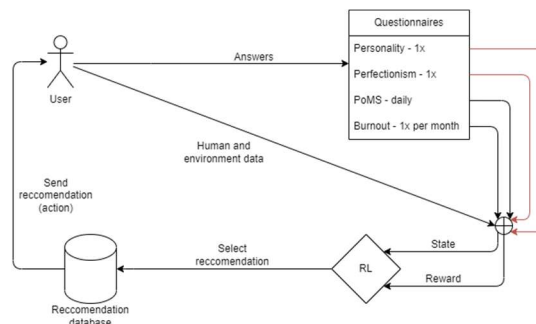 Questionnaires
Personality - 1x
Perfectionism - 1x
PoMS - daily
Burnout - 1x per month
Answers
User
Human and
environment data
Send
reccomendation
(action)
Select
reccomendation
State
RL
Reward
Reccomendation
database